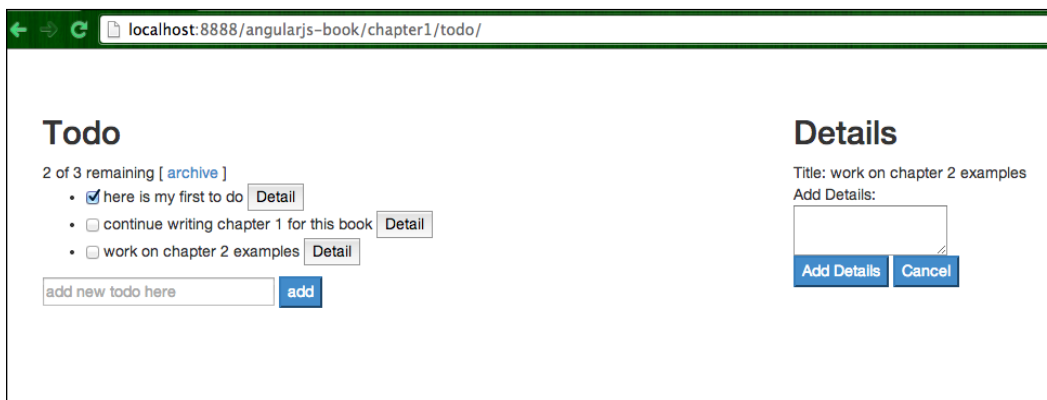 localhost:8888/angularjs-book/chapter1/todo/
Todo
2 of 3 remaining [ archive ]
here is my first to do Detail
continue writing chapter 1 for this book Detail
work on chapter 2 examples Detail
add new todo here add
Details
Title: work on chapter 2 examples
Add Details:
Add Details Cancel